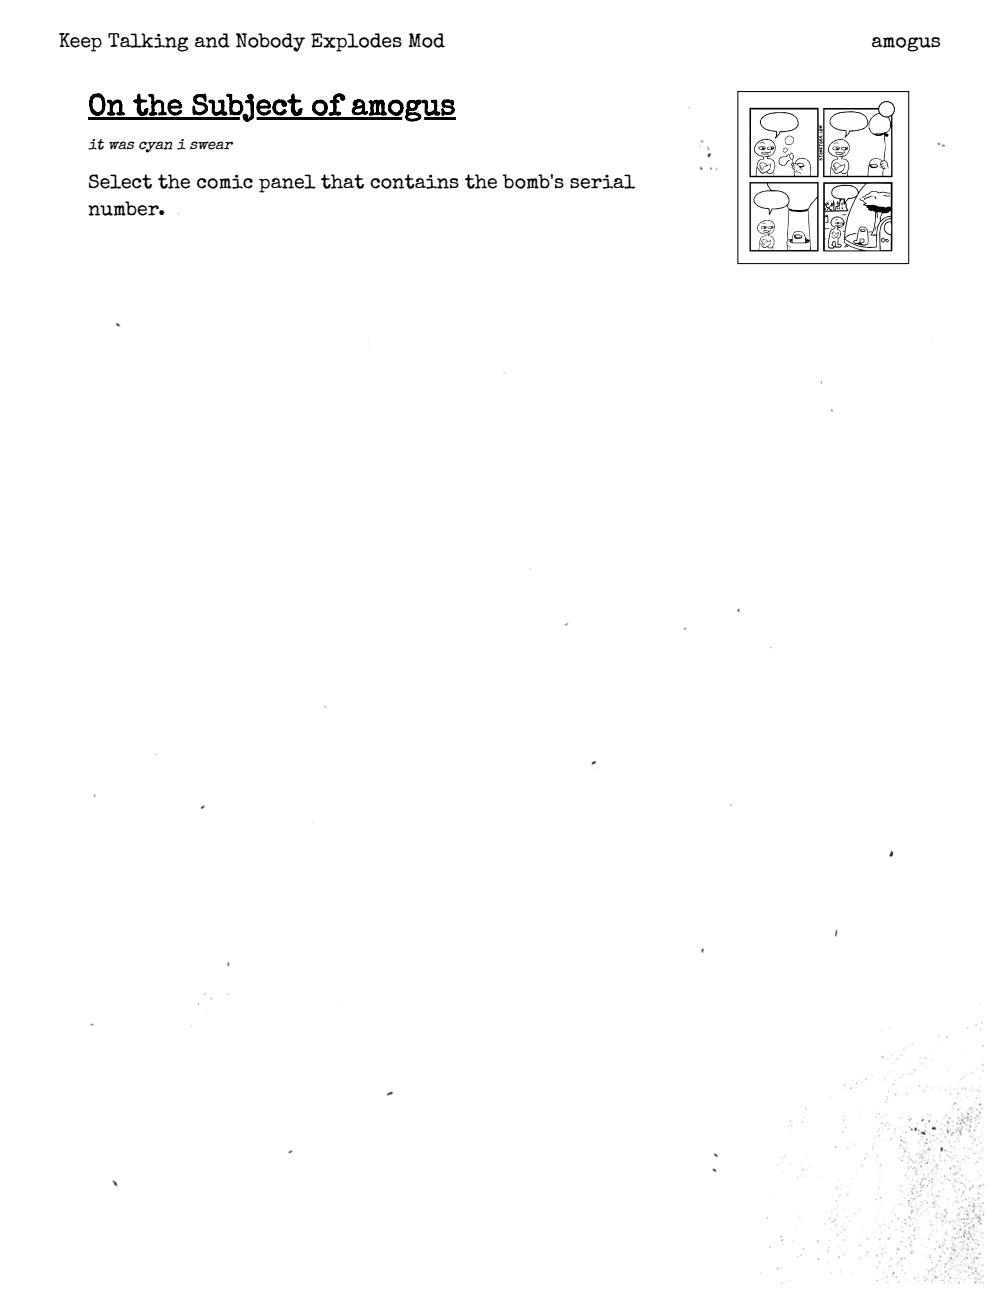 Keep Talking and Nobody Explodes Mod amogus
On the Subject of amogus
it was cyan i swear
Select the comic panel that contains the bomb's serial
number.